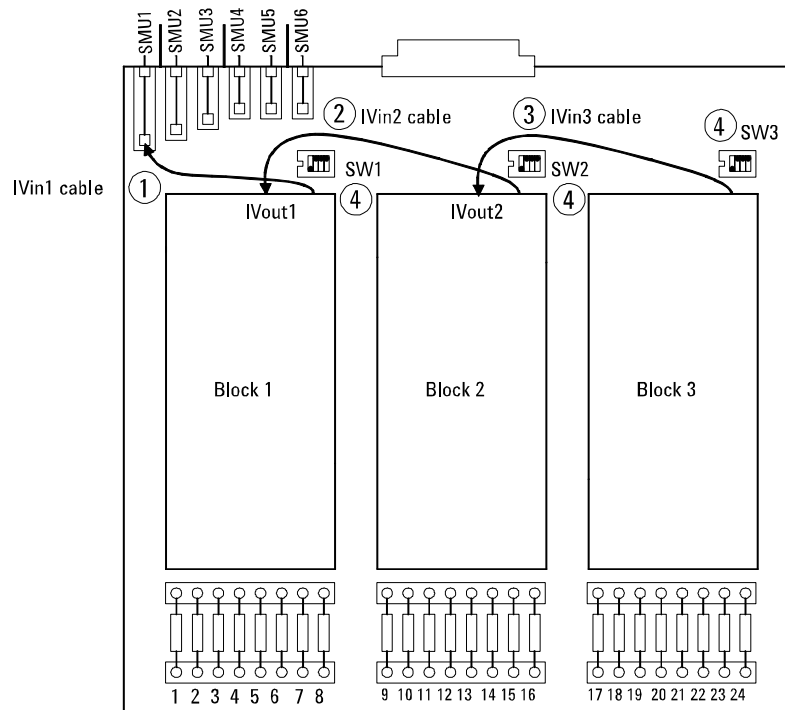 SMU1 SMU2 SMU3 SMU4 SMU5 SMU6
2 IVin2 cable 3 IVin3 cable 4 SW3
IVin1 cable 1 SW1 SW2
4 4
IVout1 IVout2
Block 1 Block 2 Block 3
1 2 3 4 5 6 7 8 9 10 11 12 13 14 15 16 17 18 19 20 21 22 23 24